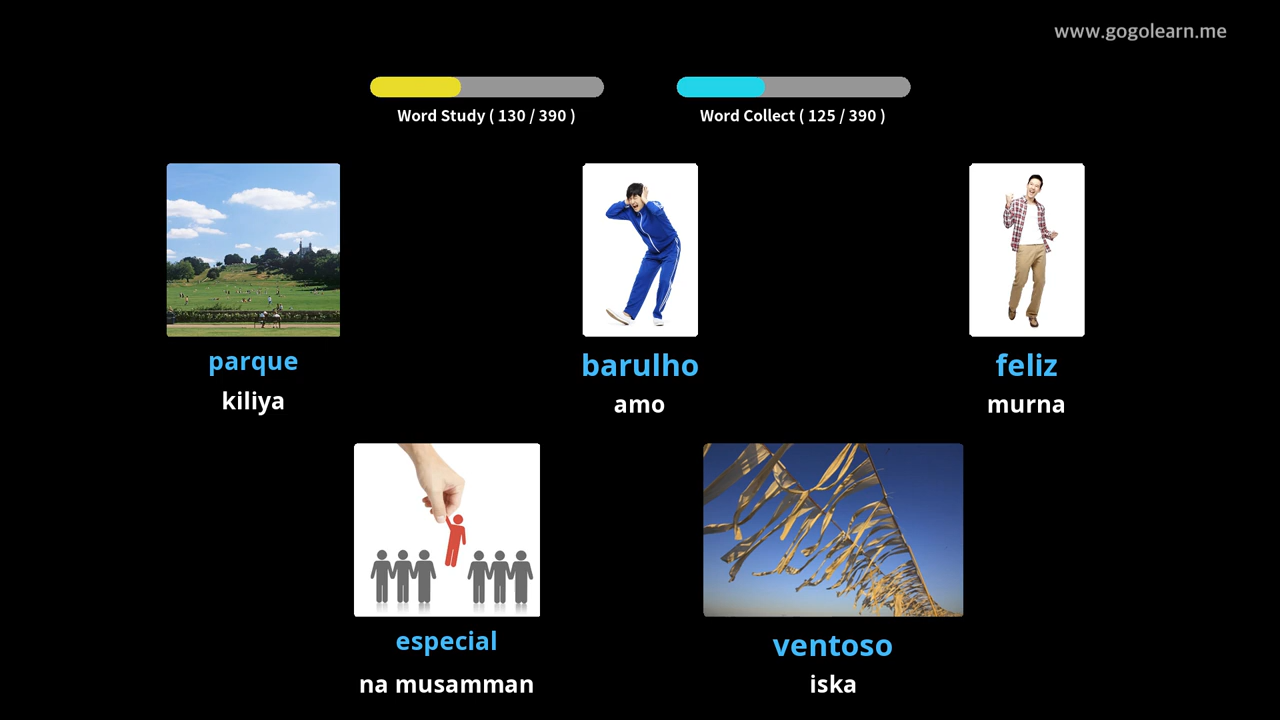 www.gogolearn.me
Word Study ( 130 / 390 )
Word Collect ( 125 / 390 )
parque
kiliya
barulho
amo
feliz
murna
especial
na musamman
ventoso
iska